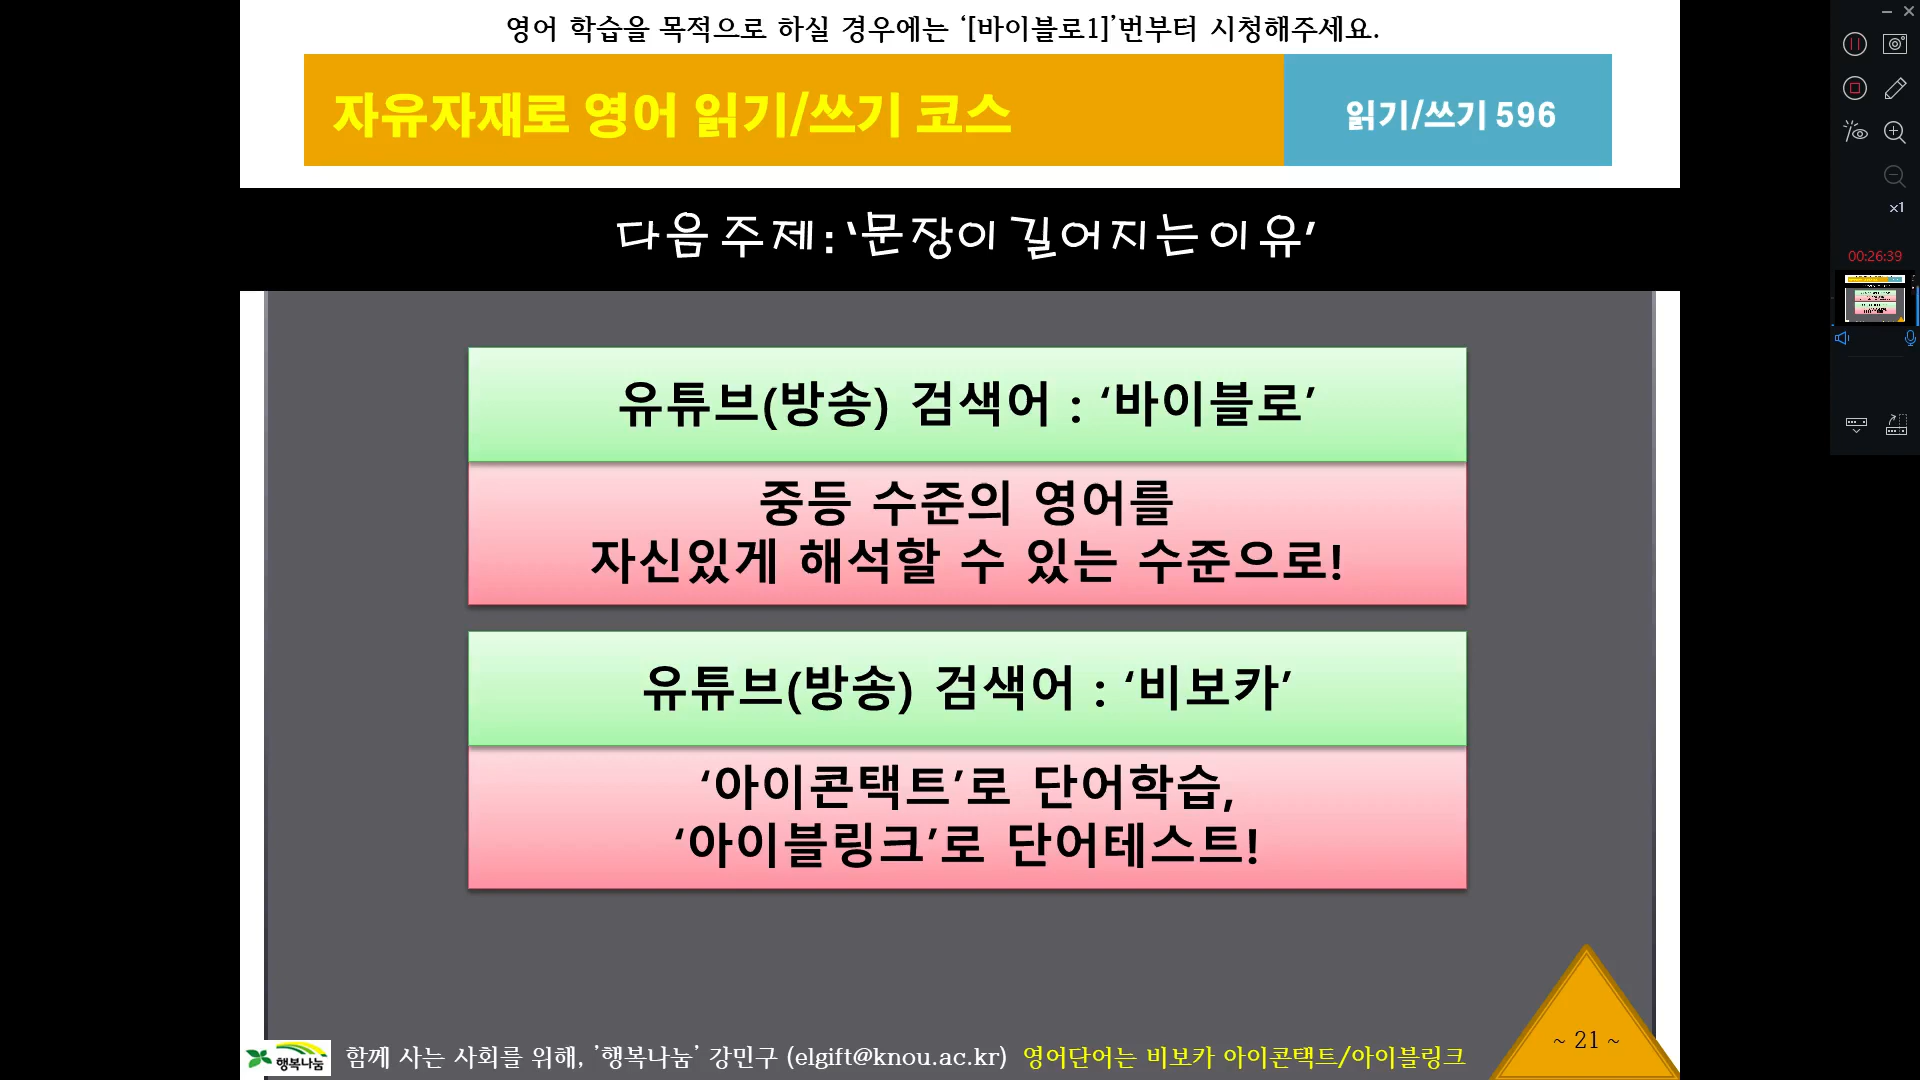 영어 학습을 목적으로 하실 경우에는 ‘[바이블로1]’번부터 시청해주세요.
자유자재로 영어 읽기/쓰기 코스
읽기/쓰기 596
다음 주제 : ‘문장이 길어지는 이유’
유튜브(방송) 검색어 : ‘바이블로’
중등 수준의 영어를
자신있게 해석할 수 있는 수준으로!
유튜브(방송) 검색어 : ‘비보카’
‘아이콘택트’로 단어학습,
‘아이블링크’로 단어테스트!
~ 21 ~
행복나눔
함께 사는 사회를 위해, ’행복나눔’ 강민구 (elgift@knou.ac.kr) 영어단어는 비보카 아이콘택트/아이블링크
x1
00:26:39